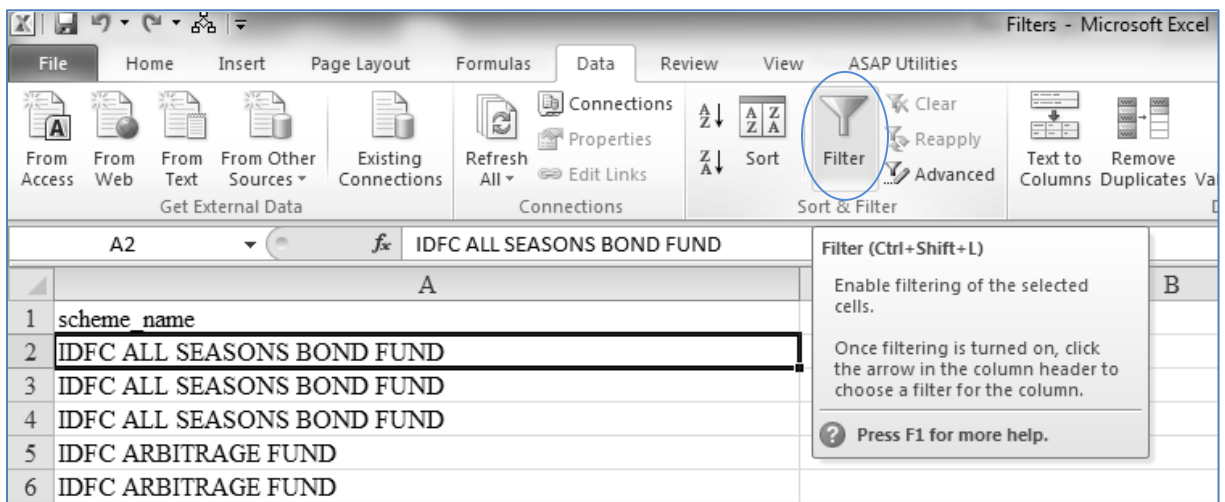 Filters - Microsoft Excel
File Home Insert Page Layout Formulas Data Review View ASAP Utilities
From Access
From Web
From Text
From Other Sources
Existing Connections
Get External Data
Refresh All
Connections
Properties
Edit Links
Connections
A Z
Z A
A Z Z A
Sort
Filter
Clear
Reapply
Advanced
Sort & Filter
Text to Columns
Remove Duplicates
A2 fx IDFC ALL SEASONS BOND FUND
A B
1 scheme_name
2 IDFC ALL SEASONS BOND FUND
3 IDFC ALL SEASONS BOND FUND
4 IDFC ALL SEASONS BOND FUND
5 IDFC ARBITRAGE FUND
6 IDFC ARBITRAGE FUND
Filter (Ctrl+Shift+L)
Enable filtering of the selected
cells.
Once filtering is turned on, click
the arrow in the column header to
choose a filter for the column.
Press F1 for more help.